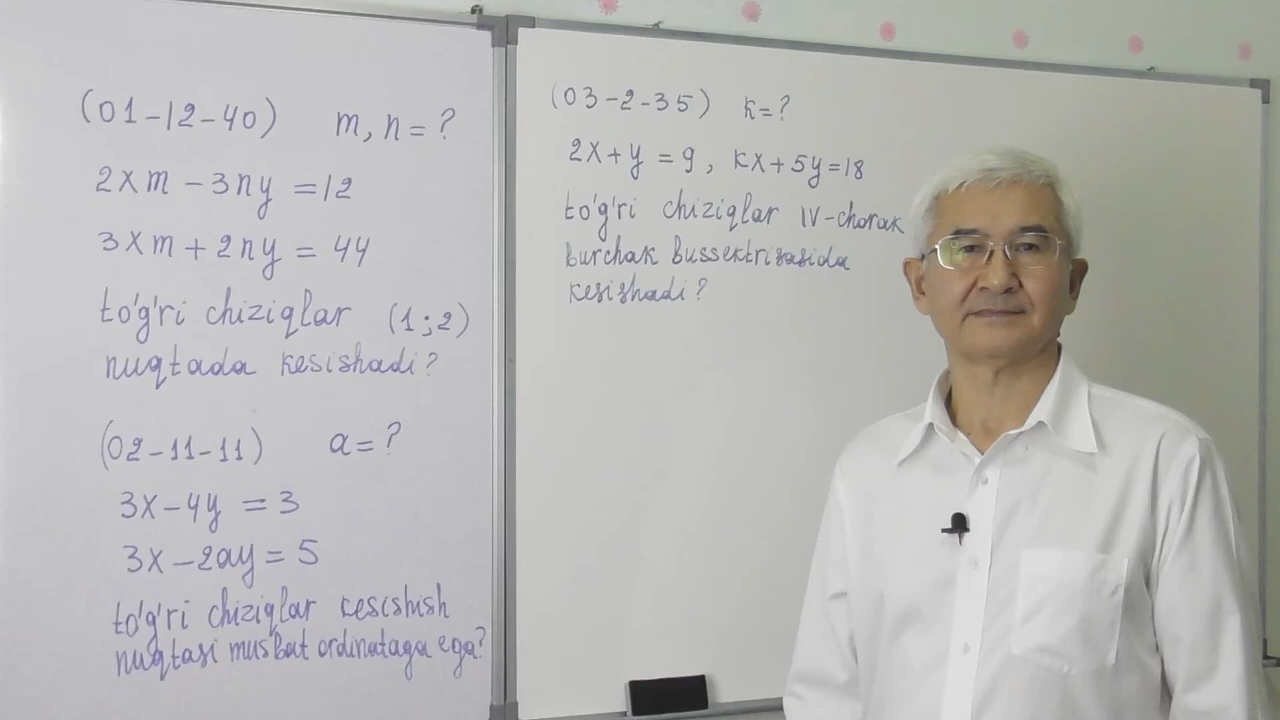 (01-12-40) m, n = ?
2xm - 3ny = 12
3xm + 2ny = 44
to'g'ri chiziqlar (1;2)
nuqtada kesishadi?
(02-11-11) a = ?
3x - 4y = 3
3x - 2ay = 5
to'g'ri chiziqlar kesishish
nuqtasi musbat ordinataga ega?
(03-2-35) k = ?
2x + y = 9, kx + 5y = 18
to'g'ri chiziqlar IV-chorak
burchak bussektrisasida
kesishadi?